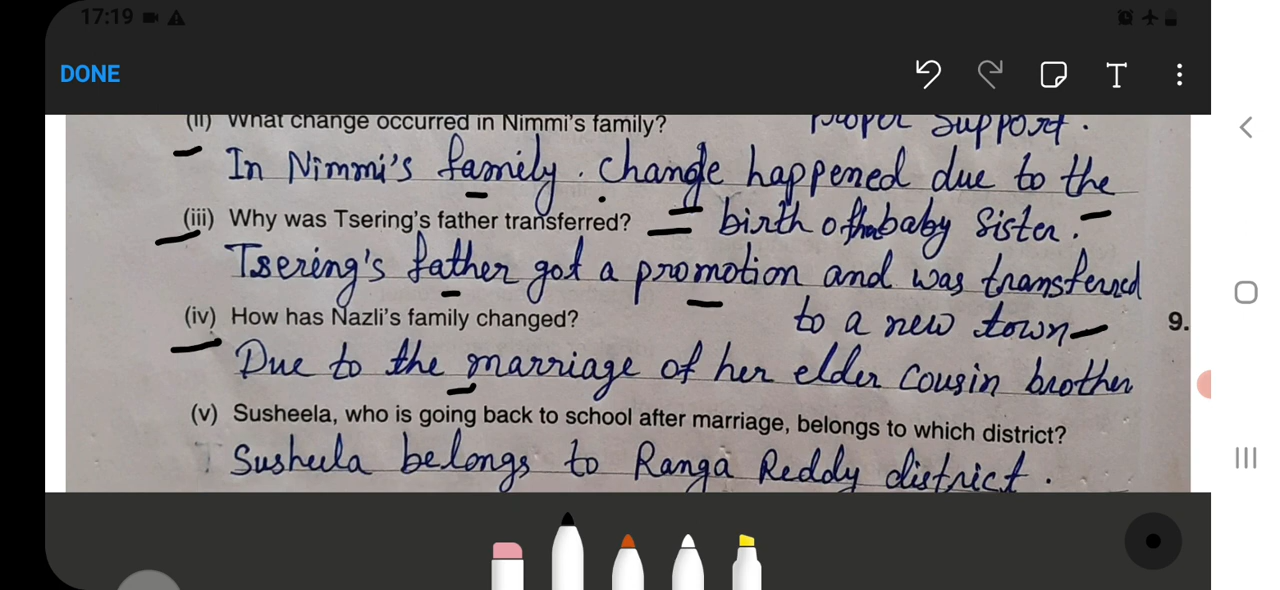 17:19
DONE
T
(ii) What change occurred in Nimmi's family?
proper support.
In Nimmi's family. Change happened due to the
birth of the baby sister.
(iii) Why was Tsering's father transferred?
Tsering's father got a promotion and was transferred
to a new town
(iv) How has Nazli's family changed?
9.
Due to the marriage of her elder cousin brother
(v) Susheela, who is going back to school after marriage, belongs to which district?
Susheela belongs to Ranga Reddy district.